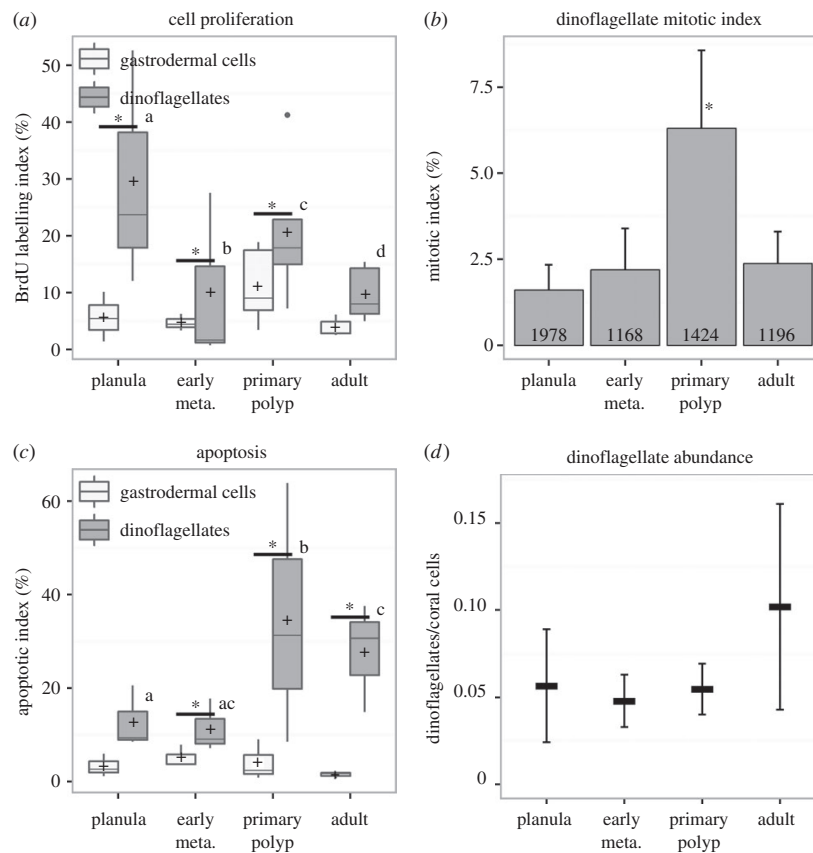 (a) cell proliferation
50
40
30
20
10
0
BrdU labelling index (%)
gastrodermal cells
dinoflagellates
* a
* b
* c
d
planula early primary adult
meta. polyp
(b) dinoflagellate mitotic index
7.5
5.0
2.5
0
mitotic index (%)
*
1978 1168 1424 1196
planula early primary adult
meta. polyp
(c) apoptosis
60
40
20
0
apoptotic index (%)
gastrodermal cells
dinoflagellates
a
* ac
* b
* c
planula early primary adult
meta. polyp
(d) dinoflagellate abundance
0.15
0.10
0.05
0
dinoflagellates/coral cells
planula early primary adult
meta. polyp